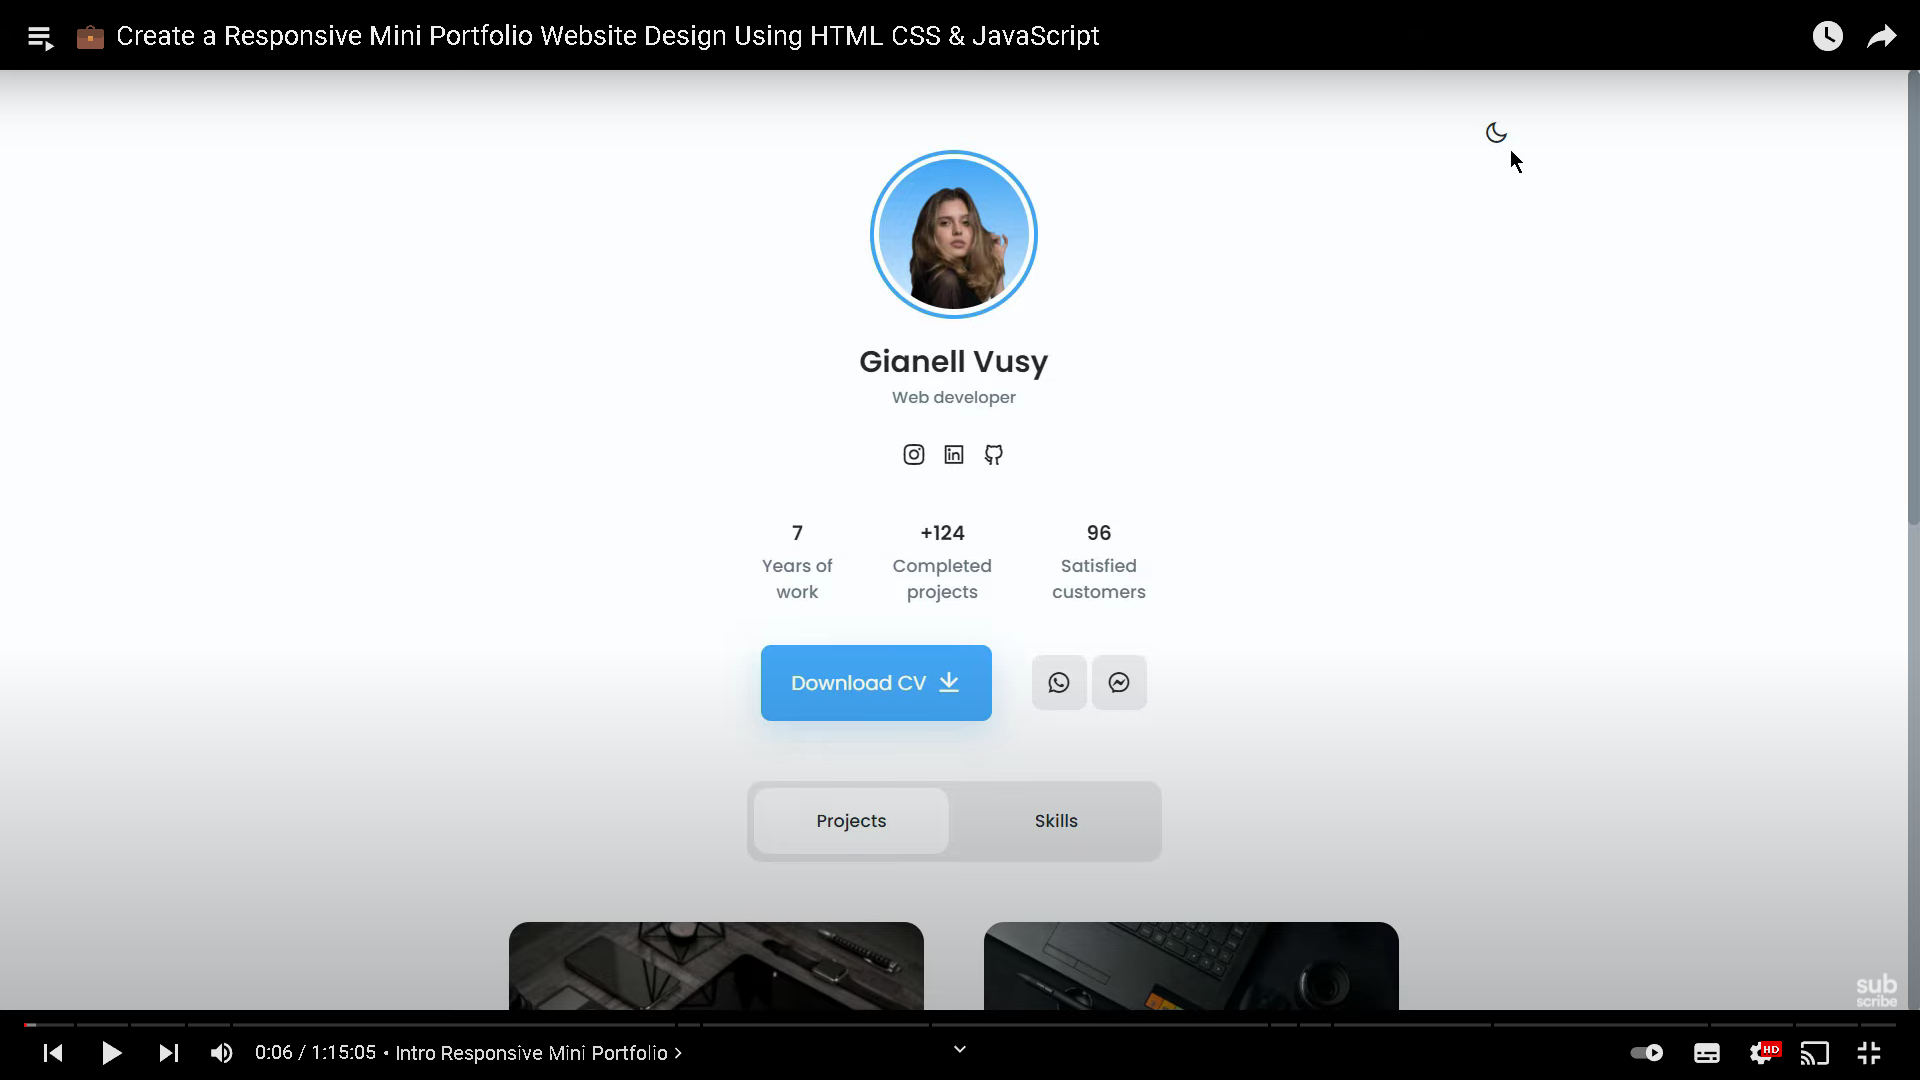 Create a Responsive Mini Portfolio Website Design Using HTML CSS & JavaScript
Gianell Vusy
Web developer
in
7
Years of
work
+124
Completed
projects
96
Satisfied
customers
Download CV
Projects
Skills
sub
scribe
0:06 / 1:15:05 • Intro Responsive Mini Portfolio
HD